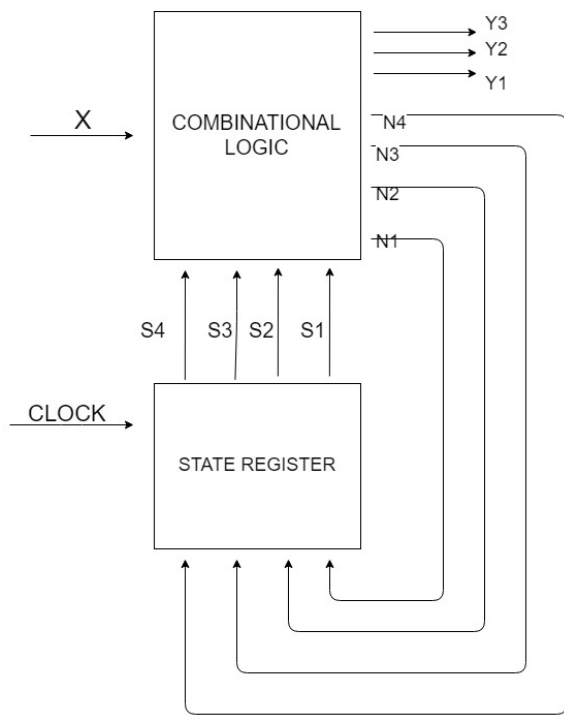 Y3
Y2
Y1
X
COMBINATIONAL
LOGIC
N4
N3
N2
N1
S4 S3 S2 S1
CLOCK
STATE REGISTER